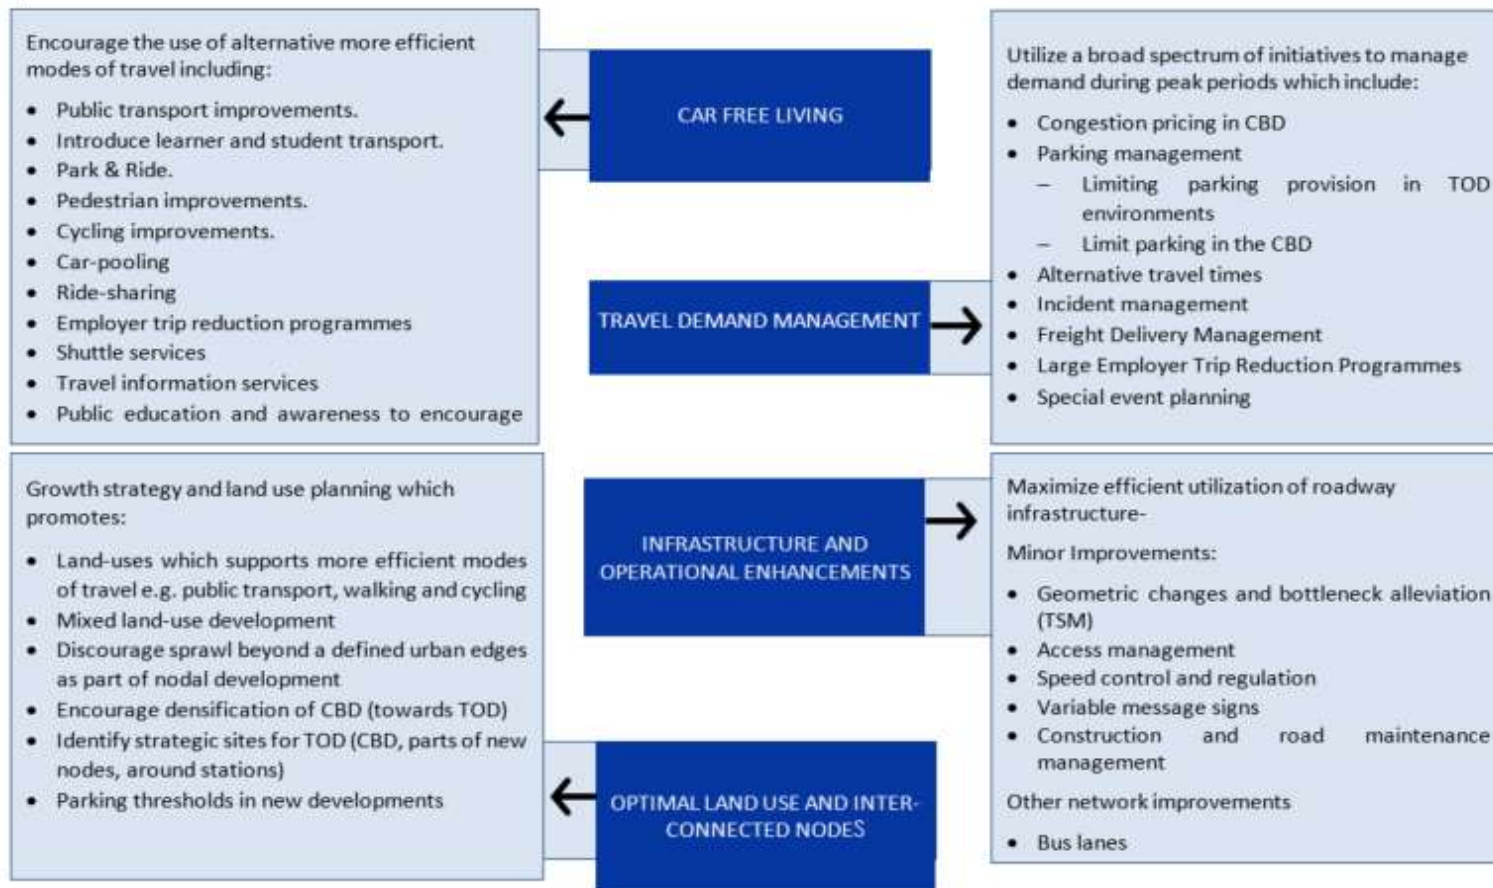 Encourage the use of alternative more efficient
modes of travel including:
• Public transport improvements.
• Introduce learner and student transport.
• Park & Ride.
• Pedestrian improvements.
• Cycling improvements.
• Car-pooling
• Ride-sharing
• Employer trip reduction programmes
• Shuttle services
• Travel information services
• Public education and awareness to encourage
CAR FREE LIVING
Utilize a broad spectrum of initiatives to manage
demand during peak periods which include:
• Congestion pricing in CBD
• Parking management
– Limiting parking provision in TOD
environments
– Limit parking in the CBD
• Alternative travel times
• Incident management
• Freight Delivery Management
• Large Employer Trip Reduction Programmes
• Special event planning
TRAVEL DEMAND MANAGEMENT
Growth strategy and land use planning which
promotes:
• Land-uses which supports more efficient modes
of travel e.g. public transport, walking and cycling
• Mixed land-use development
• Discourage sprawl beyond a defined urban edges
as part of nodal development
• Encourage densification of CBD (towards TOD)
• Identify strategic sites for TOD (CBD, parts of new
nodes, around stations)
• Parking thresholds in new developments
INFRASTRUCTURE AND
OPERATIONAL ENHANCEMENTS
Maximize efficient utilization of roadway
infrastructure-
Minor Improvements:
• Geometric changes and bottleneck alleviation
(TSM)
• Access management
• Speed control and regulation
• Variable message signs
• Construction and road maintenance
management
Other network improvements
• Bus lanes
OPTIMAL LAND USE AND INTER-
CONNECTED NODES